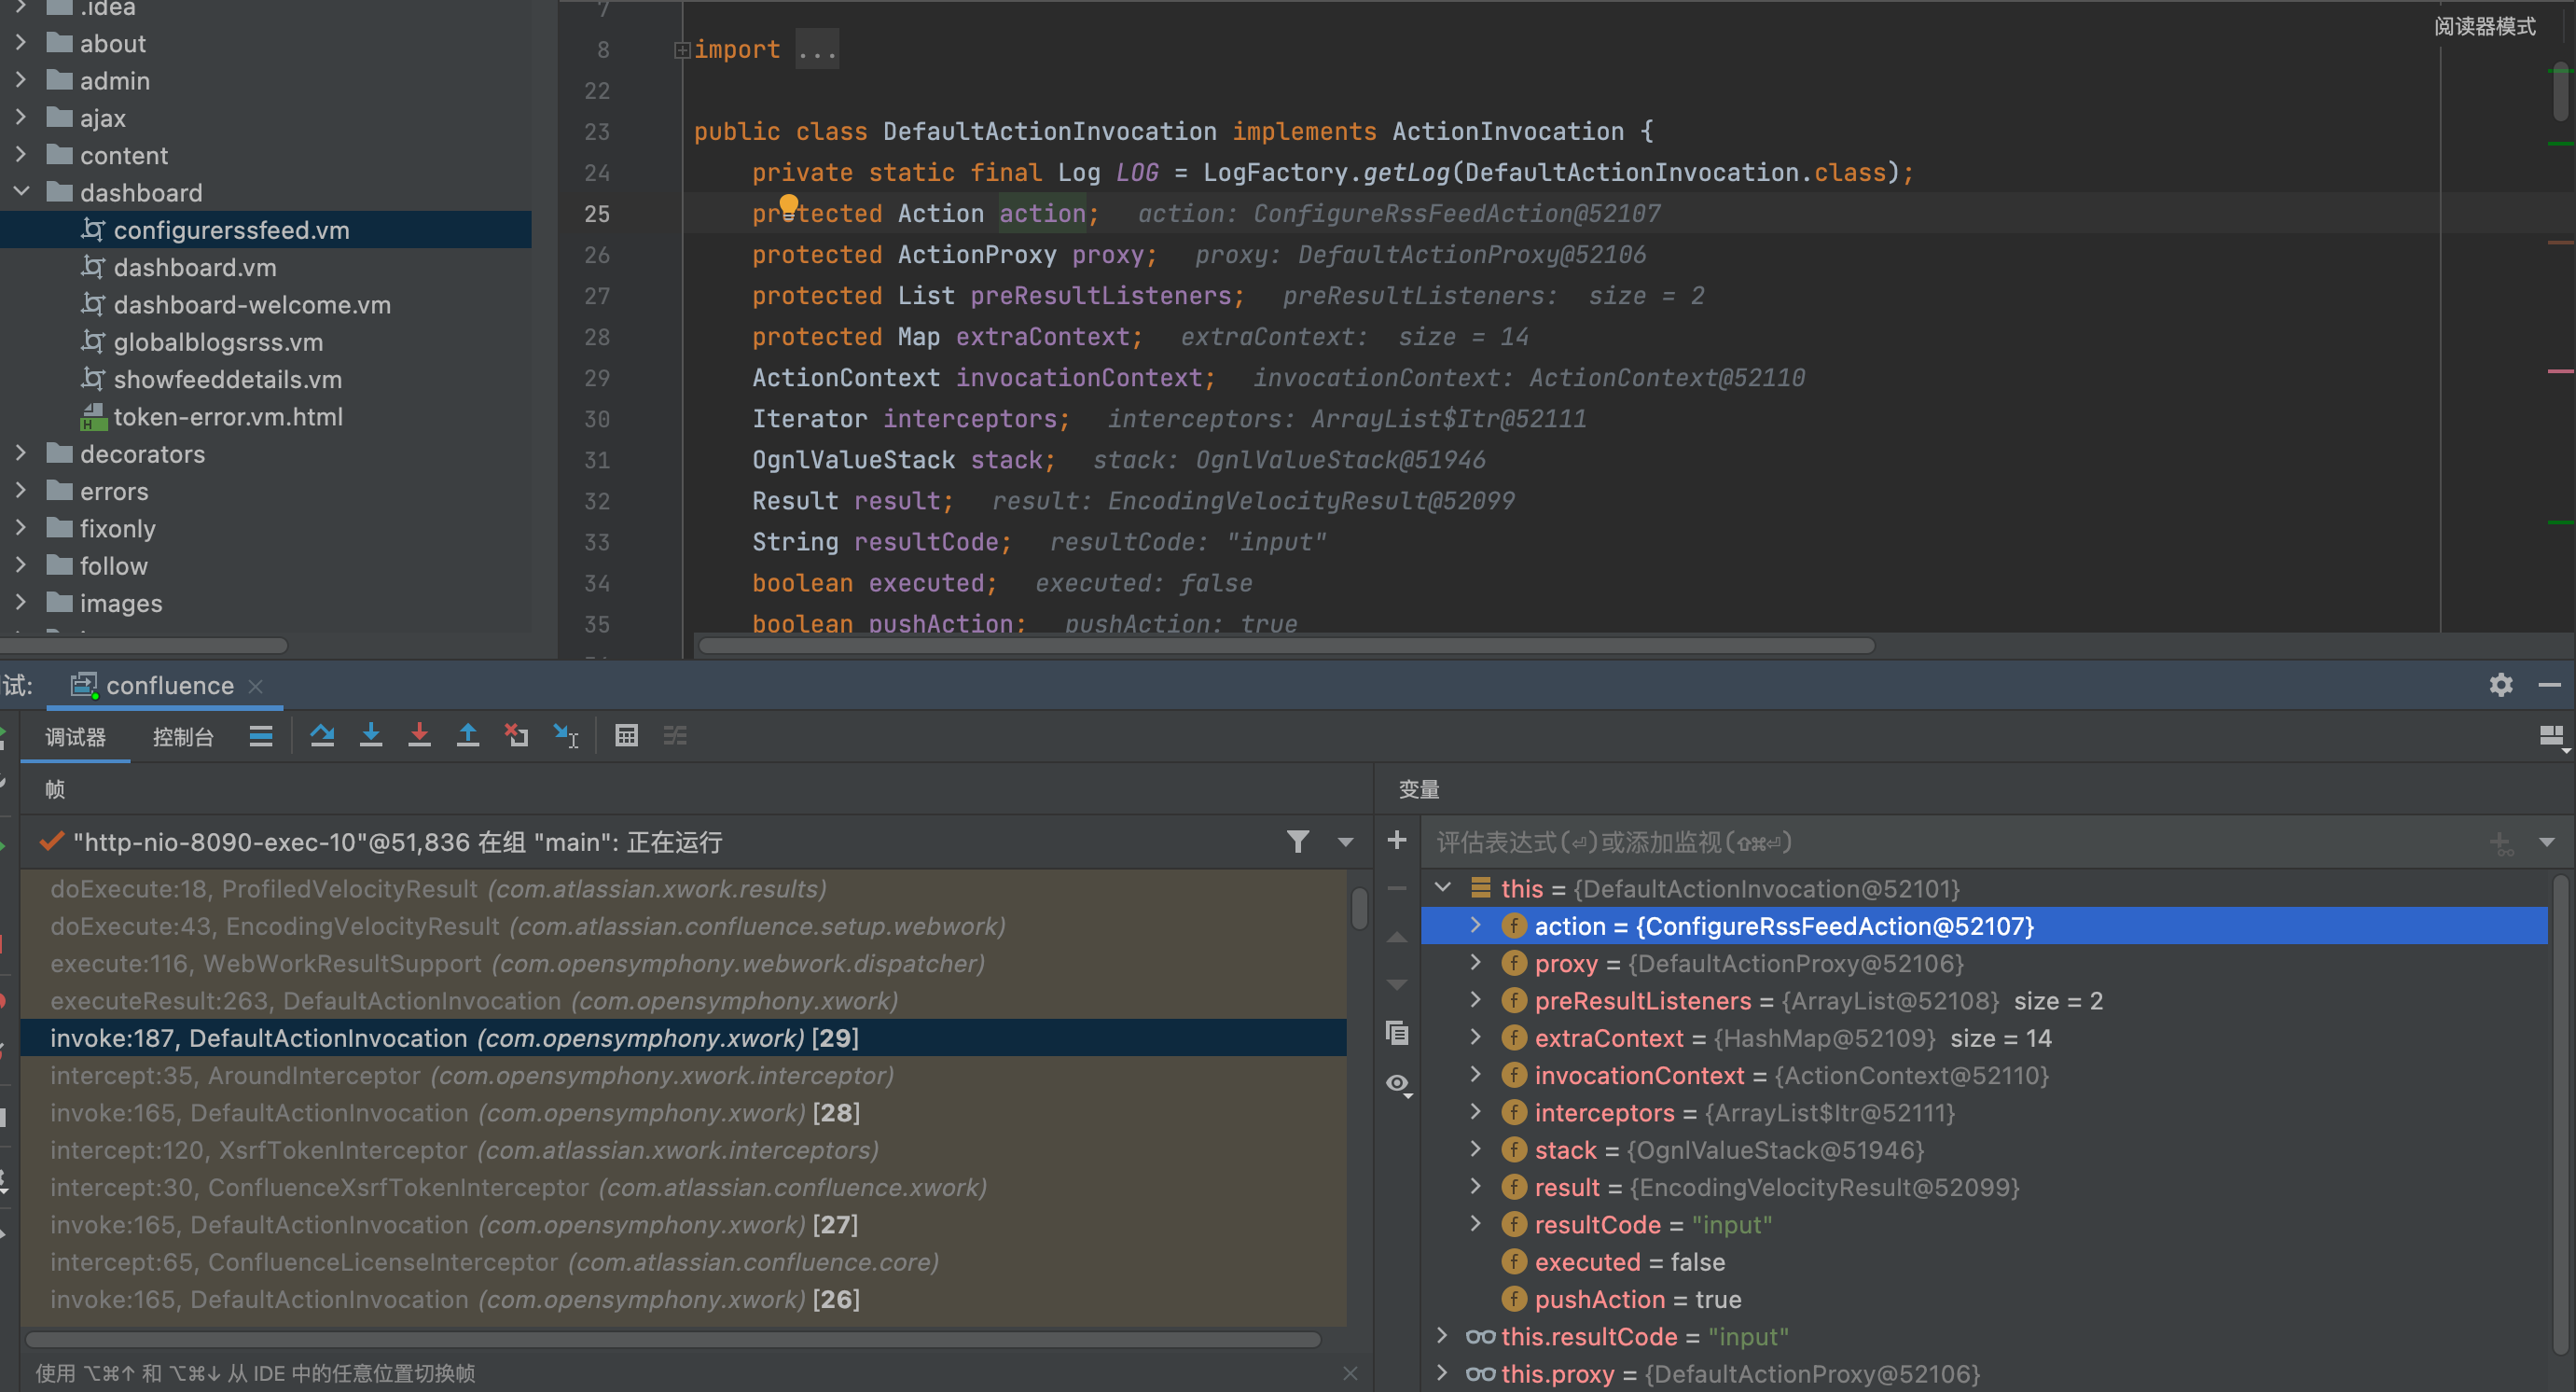 .idea
about
admin
ajax
content
dashboard
configurerssfeed.vm
dashboard.vm
dashboard-welcome.vm
globalblogsrss.vm
showfeeddetails.vm
token-error.vm.html
decorators
errors
fixonly
follow
images
阅读器模式
7
8 import ...
22
23 public class DefaultActionInvocation implements ActionInvocation {
24 private static final Log LOG = LogFactory.getLog(DefaultActionInvocation.class);
25 protected Action action; action: ConfigureRssFeedAction@52107
26 protected ActionProxy proxy; proxy: DefaultActionProxy@52106
27 protected List preResultListeners; preResultListeners: size = 2
28 protected Map extraContext; extraContext: size = 14
29 ActionContext invocationContext; invocationContext: ActionContext@52110
30 Iterator interceptors; interceptors: ArrayList$Itr@52111
31 OgnlValueStack stack; stack: OgnlValueStack@51946
32 Result result; result: EncodingVelocityResult@52099
33 String resultCode; resultCode: "input"
34 boolean executed; executed: false
35 boolean pushAction; pushAction: true
试: confluence
调试器 控制台
帧
"http-nio-8090-exec-10"@51,836 在组 "main": 正在运行
doExecute:18, ProfiledVelocityResult (com.atlassian.xwork.results)
doExecute:43, EncodingVelocityResult (com.atlassian.confluence.setup.webwork)
execute:116, WebWorkResultSupport (com.opensymphony.webwork.dispatcher)
executeResult:263, DefaultActionInvocation (com.opensymphony.xwork)
invoke:187, DefaultActionInvocation (com.opensymphony.xwork) [29]
intercept:35, AroundInterceptor (com.opensymphony.xwork.interceptor)
invoke:165, DefaultActionInvocation (com.opensymphony.xwork) [28]
intercept:120, XsrfTokenInterceptor (com.atlassian.xwork.interceptors)
intercept:30, ConfluenceXsrfTokenInterceptor (com.atlassian.confluence.xwork)
invoke:165, DefaultActionInvocation (com.opensymphony.xwork) [27]
intercept:65, ConfluenceLicenseInterceptor (com.atlassian.confluence.core)
invoke:165, DefaultActionInvocation (com.opensymphony.xwork) [26]
使用 ⌥⌘↑ 和 ⌥⌘↓ 从 IDE 中的任意位置切换帧
变量
评估表达式(⏎)或添加监视(⇧⌘⏎)
this = {DefaultActionInvocation@52101}
action = {ConfigureRssFeedAction@52107}
proxy = {DefaultActionProxy@52106}
preResultListeners = {ArrayList@52108} size = 2
extraContext = {HashMap@52109} size = 14
invocationContext = {ActionContext@52110}
interceptors = {ArrayList$Itr@52111}
stack = {OgnlValueStack@51946}
result = {EncodingVelocityResult@52099}
resultCode = "input"
executed = false
pushAction = true
this.resultCode = "input"
this.proxy = {DefaultActionProxy@52106}